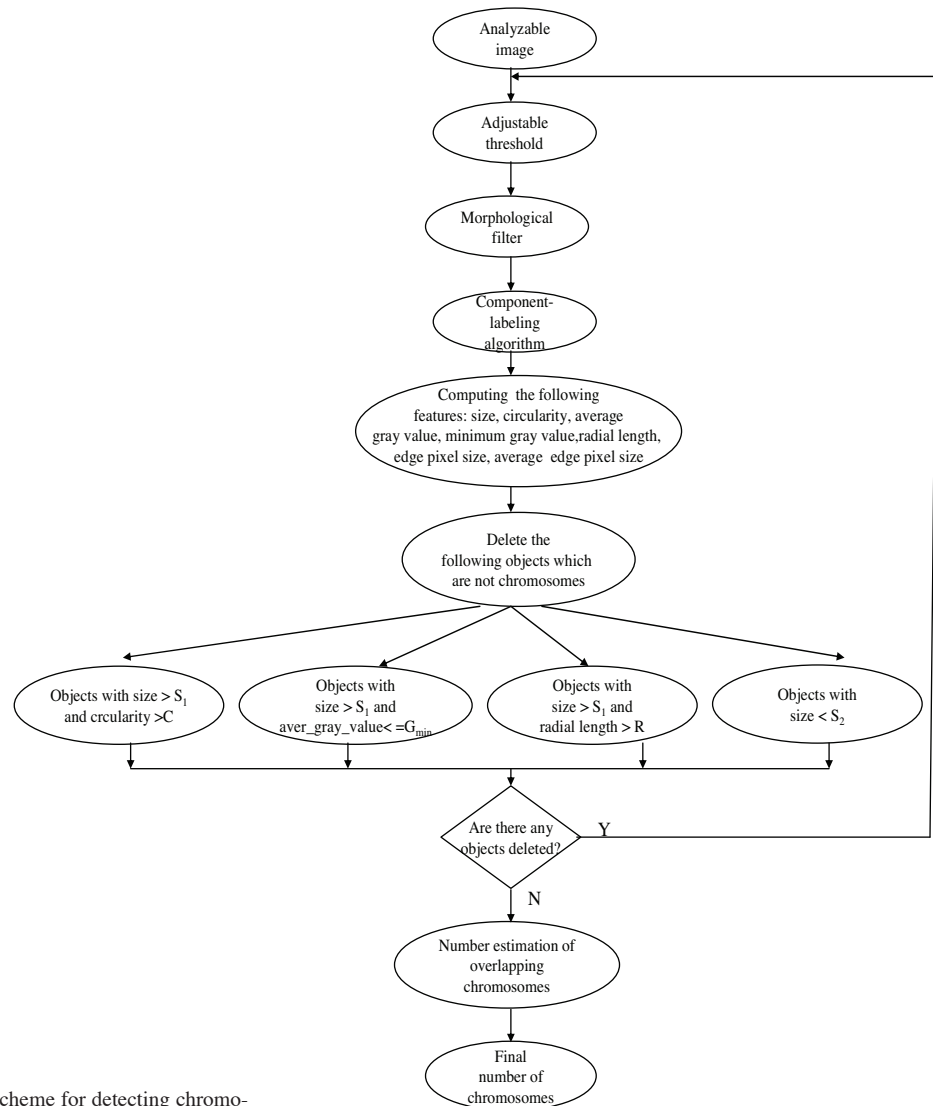 Analyzable
image
Adjustable
threshold
Morphological
filter
Component-
labeling
algorithm
Computing the following
features: size, circularity, average
gray value, minimum gray value,radial length,
edge pixel size, average edge pixel size
Delete the
following objects which
are not chromosomes
Objects with size > S₁
and crcularity >C
Objects with
size > S₁ and
aver_gray_value< =Gₘᵢₙ
Objects with
size > S₁ and
radial length > R
Objects with
size < S₂
Are there any
objects deleted?
Y
N
Number estimation of
overlapping
chromosomes
Final
number of
chromosomes
cheme for detecting chromo-